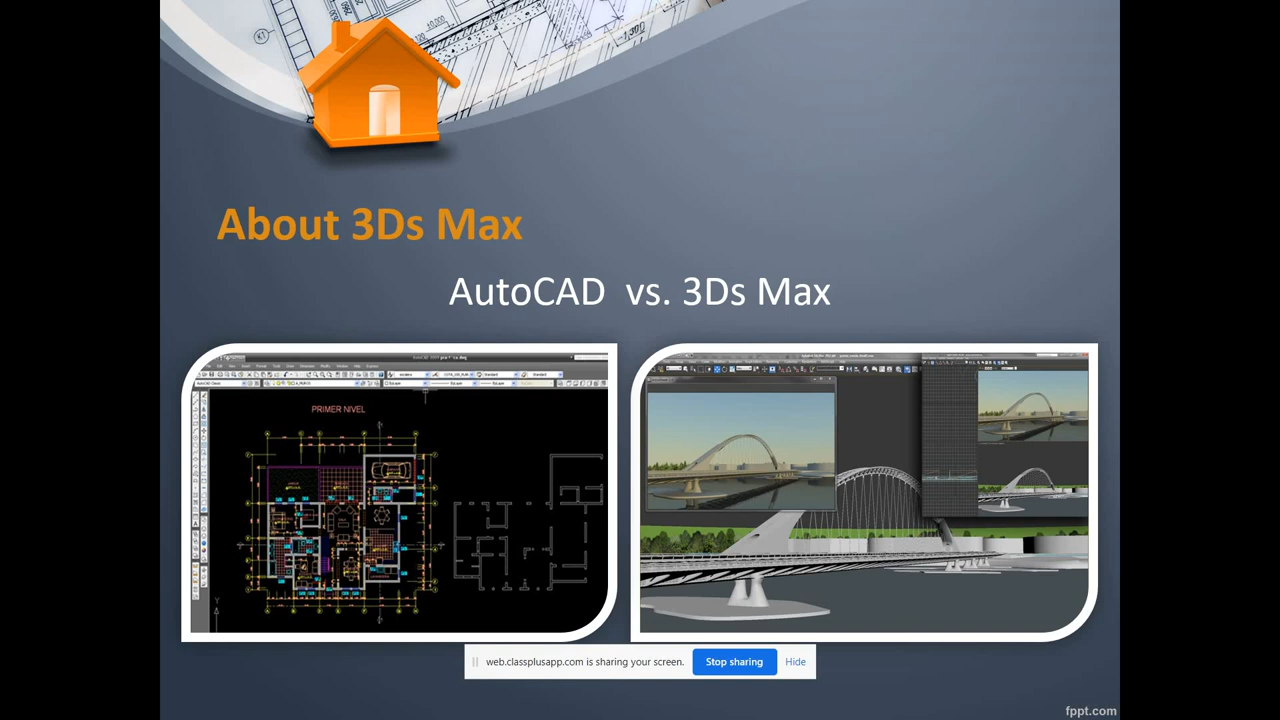 About 3Ds Max
AutoCAD vs. 3Ds Max
PRIMER NIVEL
web.classplusapp.com is sharing your screen.
Stop sharing
Hide
fppt.com